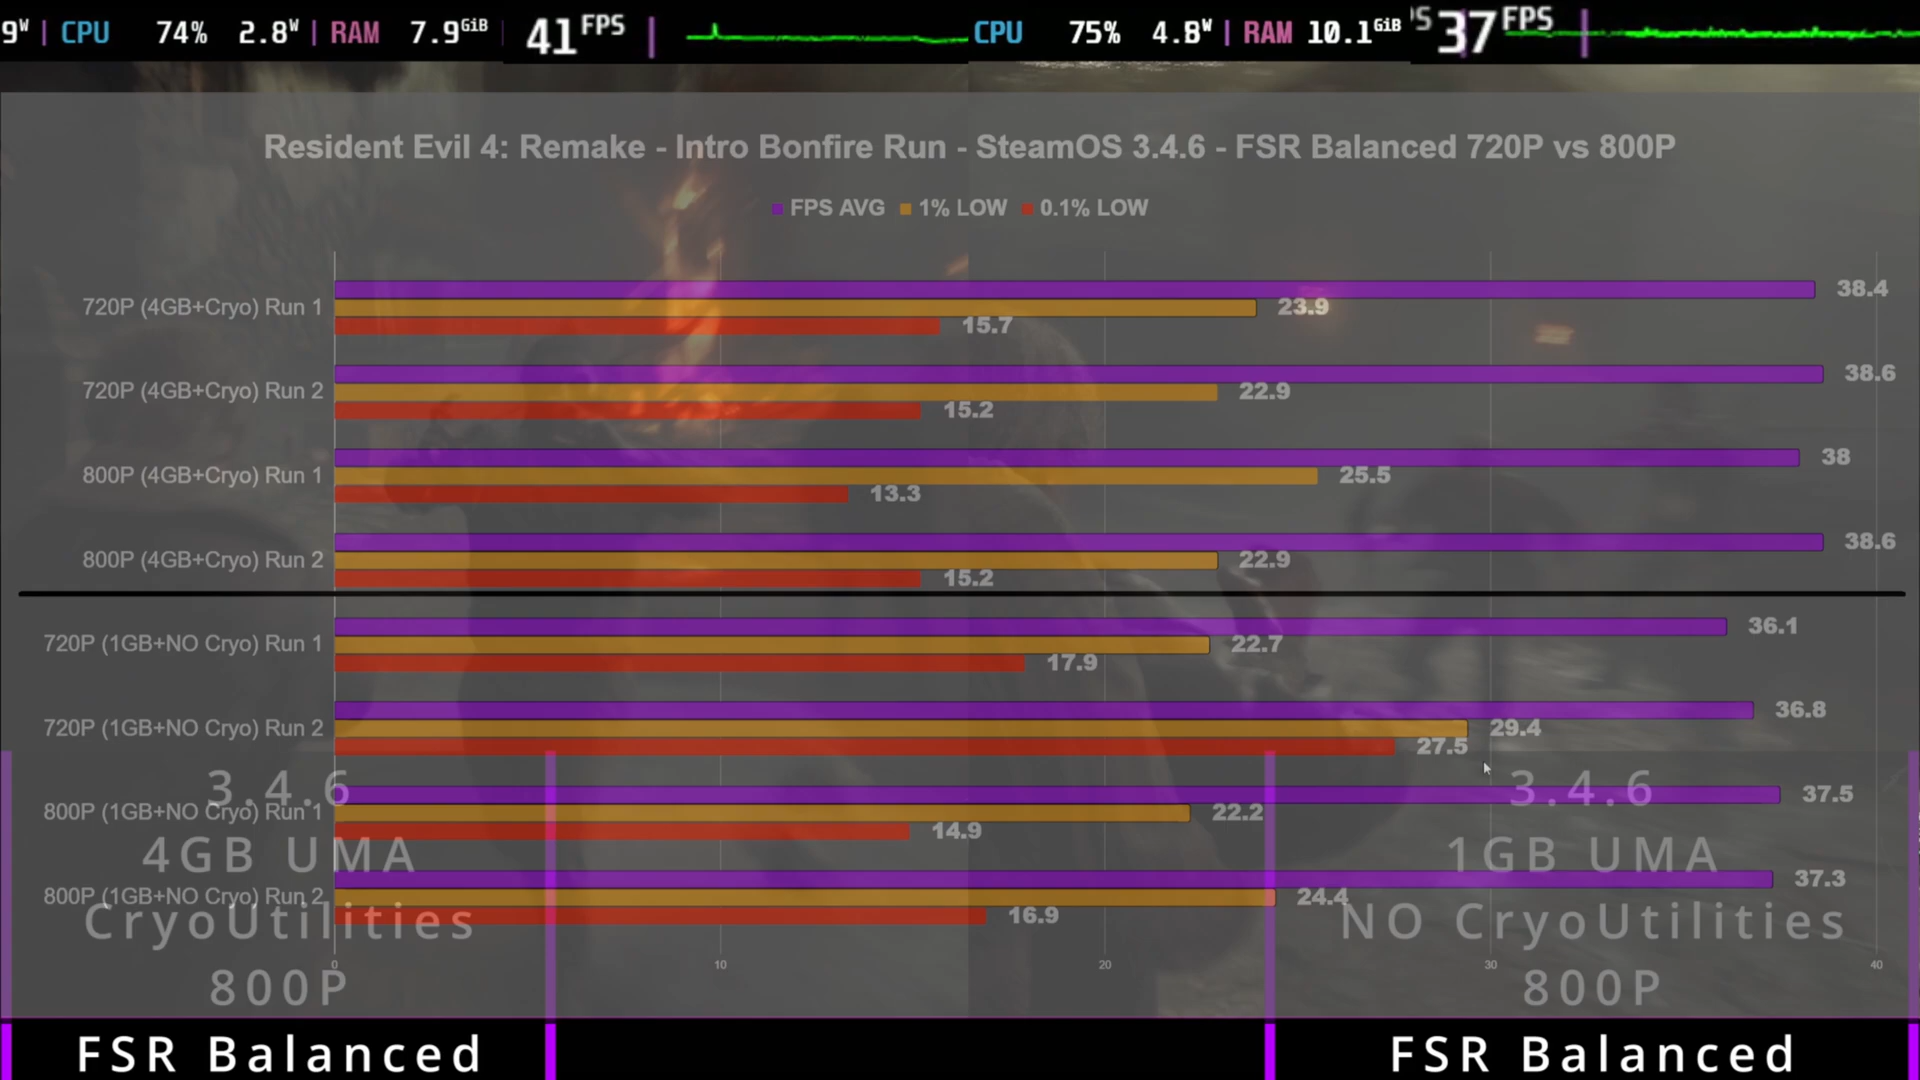 9W | CPU 74% 2.8W | RAM 7.9GiB 41FPS CPU 75% 4.8W | RAM 10.1GiB 37FPS
Resident Evil 4: Remake - Intro Bonfire Run - SteamOS 3.4.6 - FSR Balanced 720P vs 800P
FPS AVG 1% LOW 0.1% LOW
38.4
720P (4GB+Cryo) Run 1 23.9
15.7
38.6
720P (4GB+Cryo) Run 2 22.9
15.2
38
800P (4GB+Cryo) Run 1 25.5
13.3
38.6
800P (4GB+Cryo) Run 2 22.9
15.2
36.1
720P (1GB+NO Cryo) Run 1 22.7
17.9
36.8
720P (1GB+NO Cryo) Run 2 29.4
27.5
37.5
800P (1GB+NO Cryo) Run 1 22.2
14.9
37.3
800P (1GB+NO Cryo) Run 2 24.4
16.9
0 10 20 30 40
3.4.6
4GB UMA
CryoUtilities
800P
FSR Balanced
3.4.6
1GB UMA
NO CryoUtilities
800P
FSR Balanced